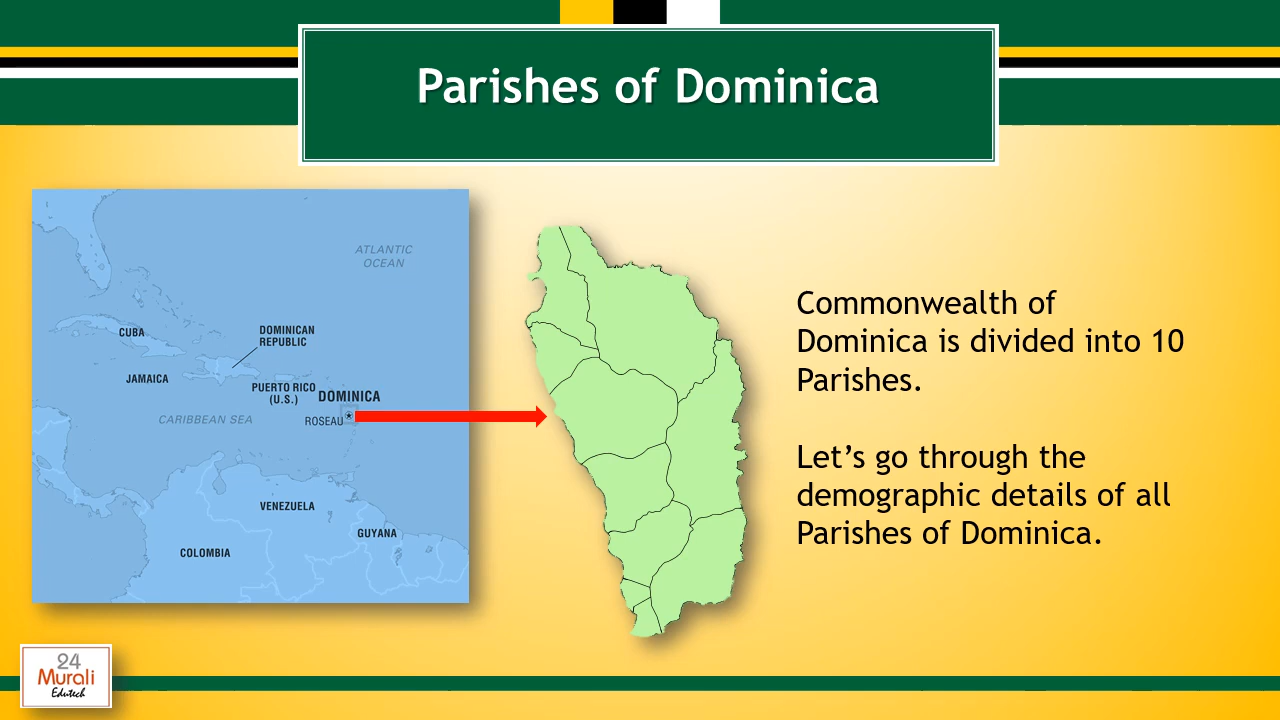 Parishes of Dominica
ATLANTIC
OCEAN
CUBA
DOMINICAN
REPUBLIC
JAMAICA
PUERTO RICO
(U.S.)
DOMINICA
CARIBBEAN SEA
ROSEAU
VENEZUELA
GUYANA
COLOMBIA
Commonwealth of
Dominica is divided into 10
Parishes.
Let’s go through the
demographic details of all
Parishes of Dominica.
24
Murali
Edutech